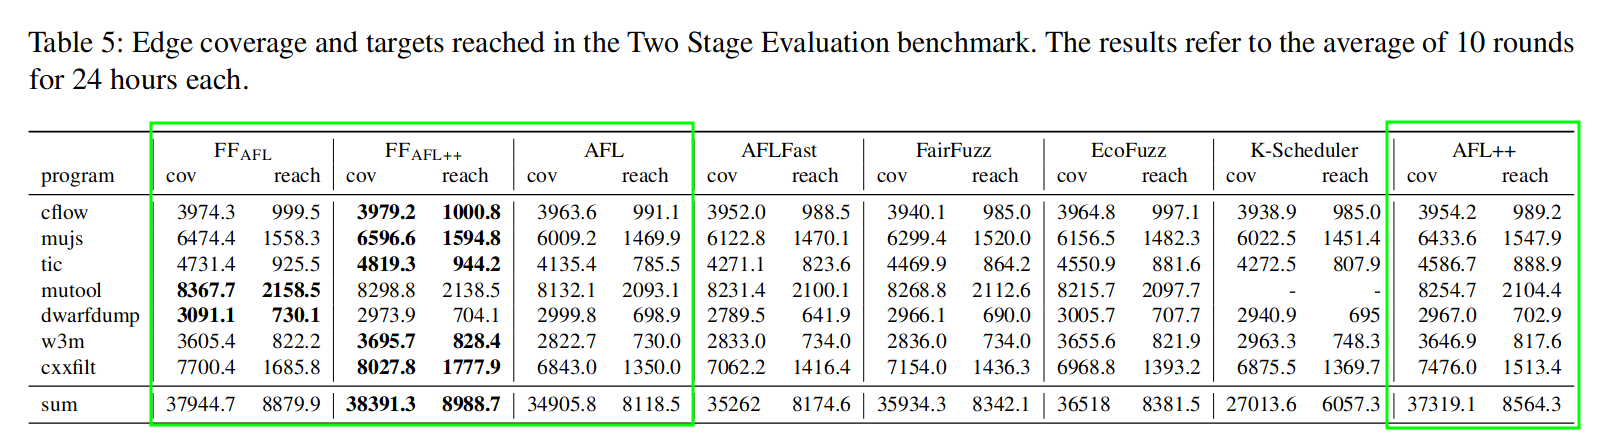 Table 5: Edge coverage and targets reached in the Two Stage Evaluation benchmark. The results refer to the average of 10 rounds
for 24 hours each.
FFAFL FFAFL++ AFL AFLFast FairFuzz EcoFuzz K-Scheduler AFL++
program cov reach cov reach cov reach cov reach cov reach cov reach cov reach cov reach
cflow 3974.3 999.5 3979.2 1000.8 3963.6 991.1 3952.0 988.5 3940.1 985.0 3964.8 997.1 3938.9 985.0 3954.2 989.2
mujs 6474.4 1558.3 6596.6 1594.8 6009.2 1469.9 6122.8 1470.1 6299.4 1520.0 6156.5 1482.3 6022.5 1451.4 6433.6 1547.9
tic 4731.4 925.5 4819.3 944.2 4135.4 785.5 4271.1 823.6 4469.9 864.2 4550.9 881.6 4272.5 807.9 4586.7 888.9
mutool 8367.7 2158.5 8298.8 2138.5 8132.1 2093.1 8231.4 2100.1 8268.8 2112.6 8215.7 2097.7 - - 8254.7 2104.4
dwarfdump 3091.1 730.1 2973.9 704.1 2999.8 698.9 2789.5 641.9 2966.1 690.0 3005.7 707.7 2940.9 695 2967.0 702.9
w3m 3605.4 822.2 3695.7 828.4 2822.7 730.0 2833.0 734.0 2836.0 734.0 3655.6 821.9 2963.3 748.3 3646.9 817.6
cxxfilt 7700.4 1685.8 8027.8 1777.9 6843.0 1350.0 7062.2 1416.4 7154.0 1436.3 6968.8 1393.2 6875.5 1369.7 7476.0 1513.4
sum 37944.7 8879.9 38391.3 8988.7 34905.8 8118.5 35262 8174.6 35934.3 8342.1 36518 8381.5 27013.6 6057.3 37319.1 8564.3